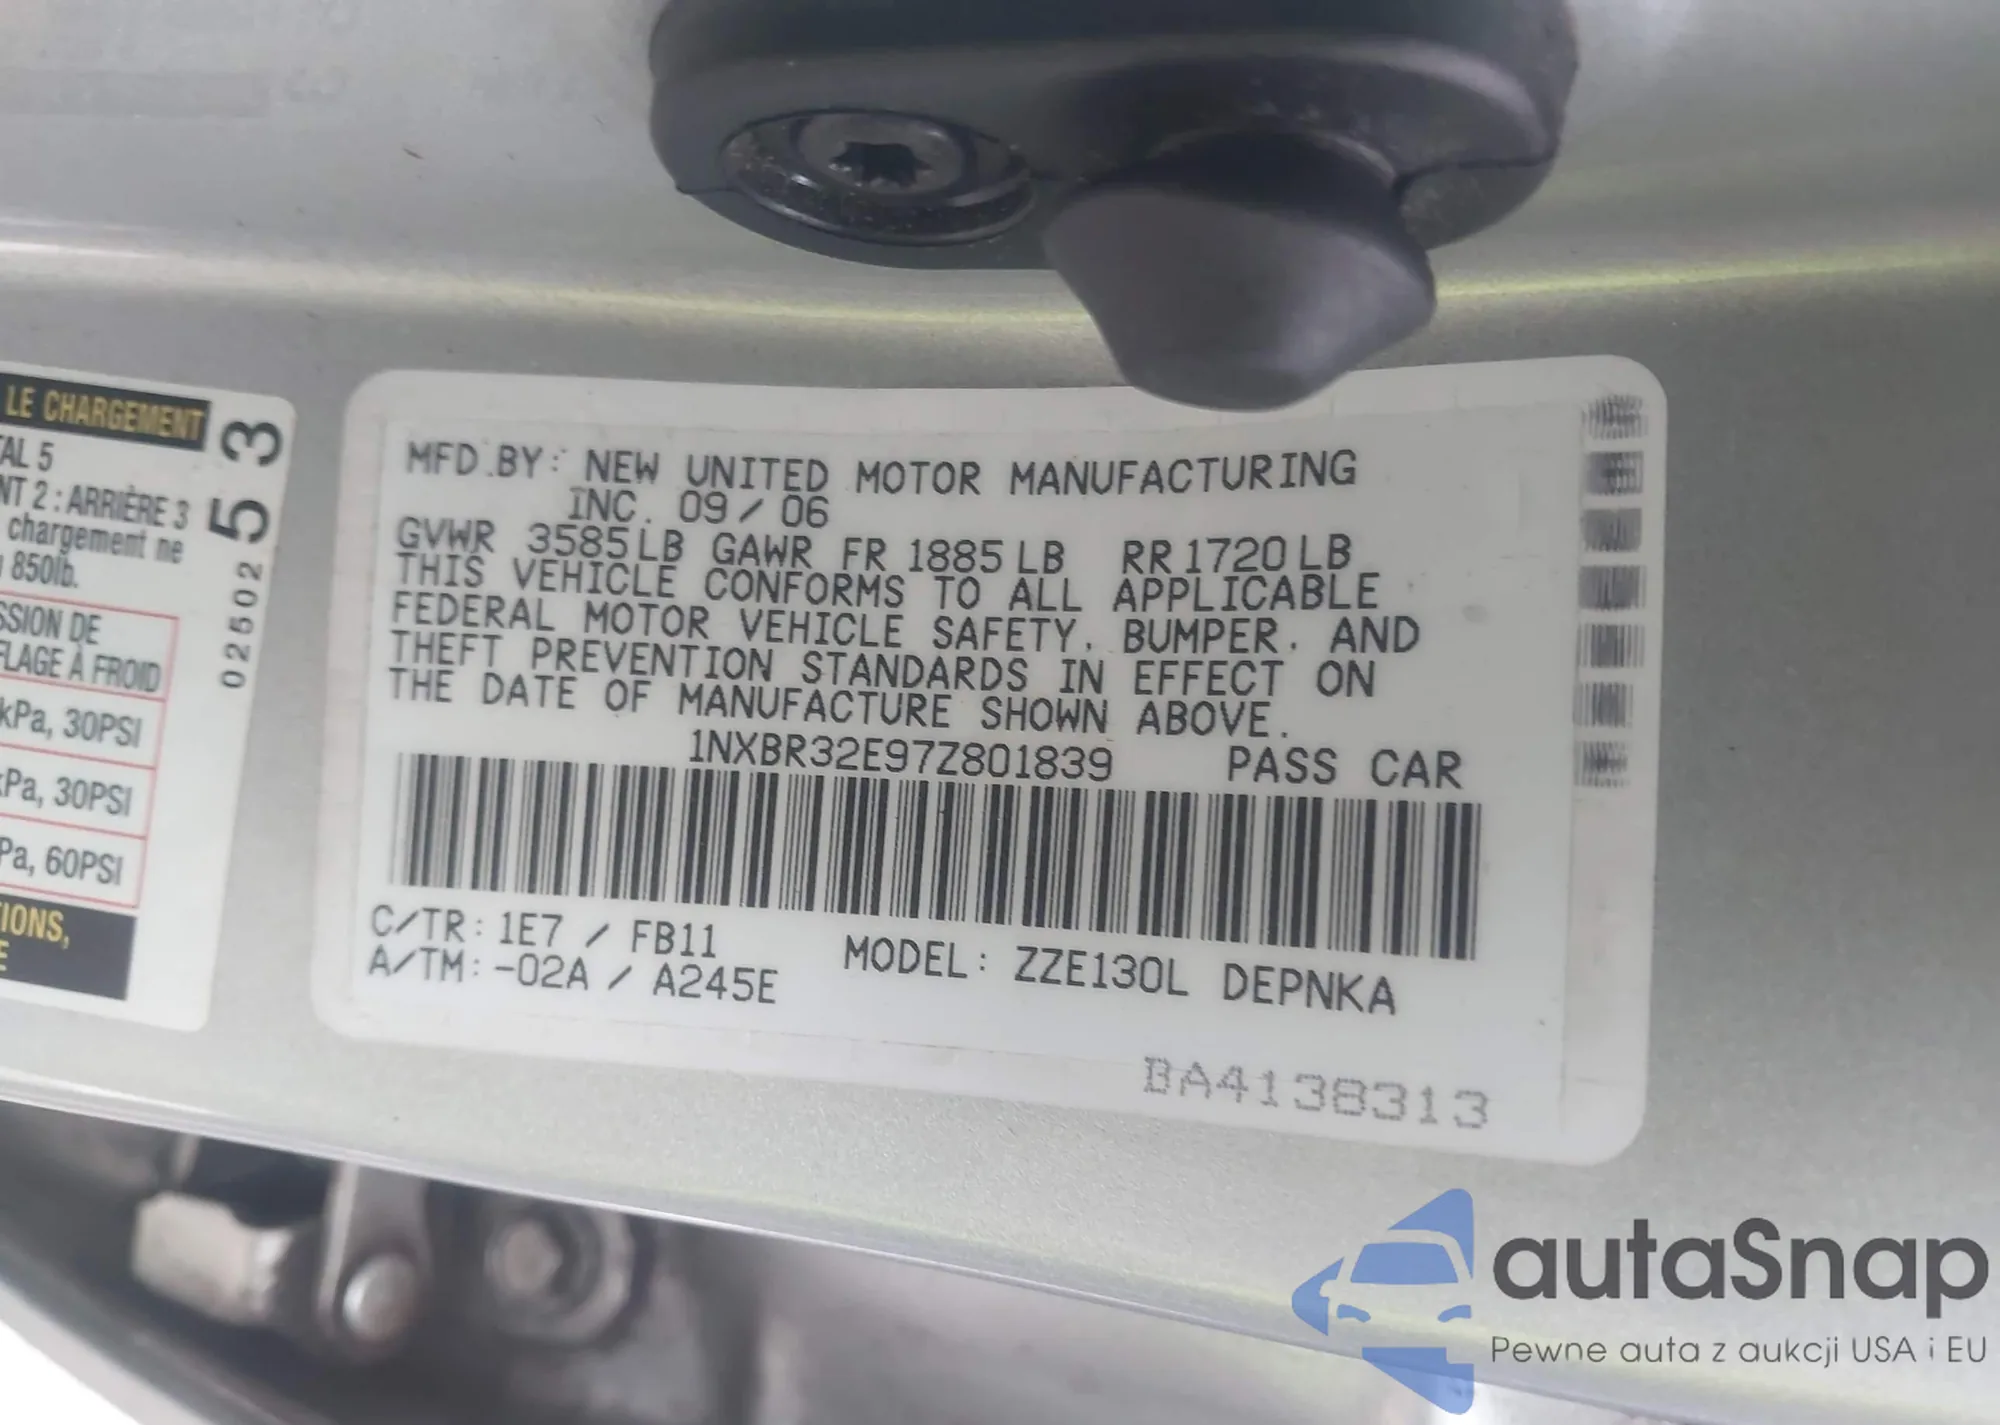 LE CHARGEMENT
TAL 5
NT 2 : ARRIÈRE 3
chargement ne
850lb.
SSION DE
FLAGE À FROID
kPa, 30PSI
kPa, 30PSI
Pa, 60PSI
IONS,
E
02502 53
MFD.BY: NEW UNITED MOTOR MANUFACTURING
INC. 09/06
GVWR 3585LB GAWR FR 1885LB RR1720LB
THIS VEHICLE CONFORMS TO ALL APPLICABLE
FEDERAL MOTOR VEHICLE SAFETY, BUMPER, AND
THEFT PREVENTION STANDARDS IN EFFECT ON
THE DATE OF MANUFACTURE SHOWN ABOVE.
1NXBR32E97Z801839 PASS CAR
C/TR: 1E7 / FB11
A/TM: -02A / A245E
MODEL: ZZE130L DEPNKA
BA4138313
autaSnap
Pewne auta z aukcji USA i EU